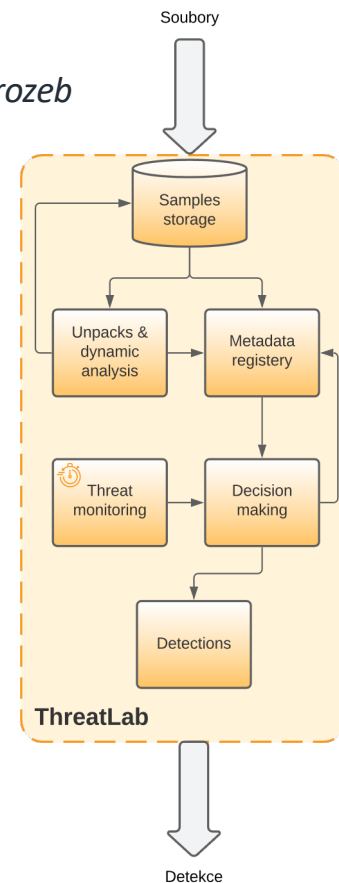 Soubory
rozeb
Samples
storage
Unpacks &
dynamic
analysis
Metadata
registery
Threat
monitoring
Decision
making
Detections
ThreatLab
Detekce